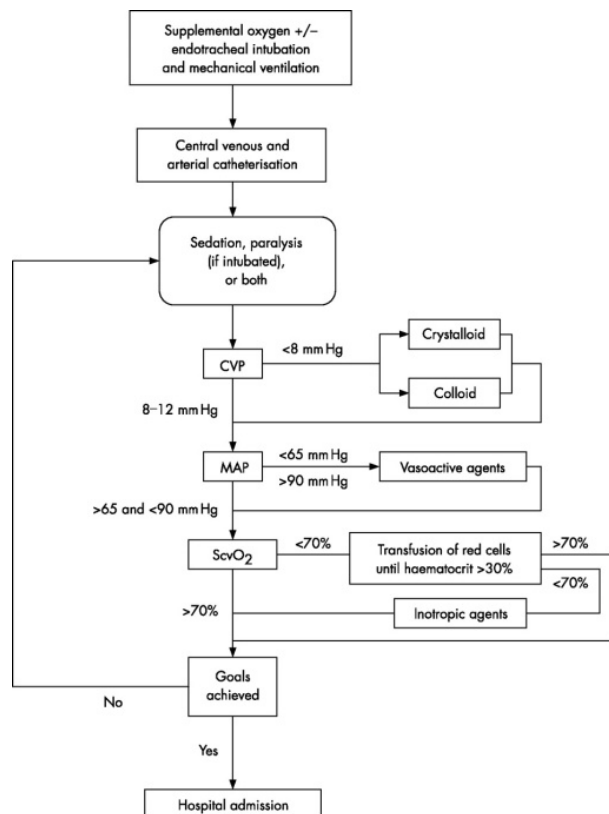 Supplemental oxygen +/–
endotracheal intubation
and mechanical ventilation
Central venous and
arterial catheterisation
Sedation, paralysis
(if intubated),
or both
CVP
<8 mm Hg
Crystalloid
Colloid
8–12 mm Hg
MAP
<65 mm Hg
>90 mm Hg
Vasoactive agents
>65 and <90 mm Hg
ScvO2
<70%
Transfusion of red cells
until haematocrit >30%
>70%
<70%
>70%
Inotropic agents
Goals
achieved
No
Yes
Hospital admission